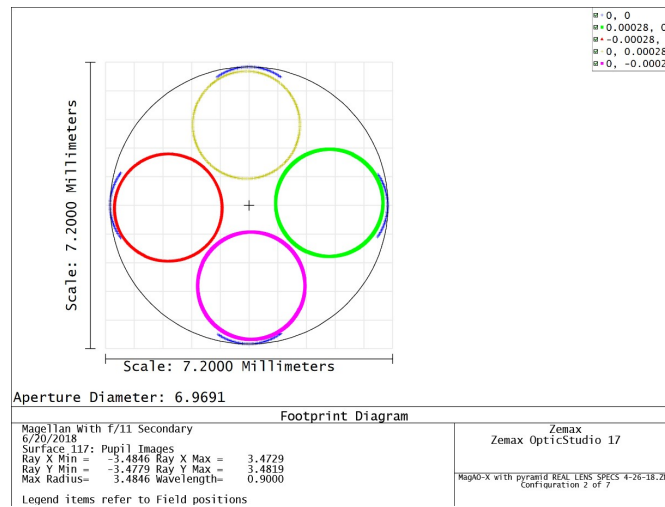 0, 0
0.00028, 0
-0.00028,
0, 0.00028
0, -0.0002
Scale: 7.2000 Millimeters
Scale: 7.2000 Millimeters
Aperture Diameter: 6.9691
Footprint Diagram
Magellan With f/11 Secondary
6/20/2018
Surface 117: Pupil Images
Ray X Min = -3.4846 Ray X Max = 3.4729
Ray Y Min = -3.4779 Ray Y Max = 3.4819
Max Radius= 3.4846 Wavelength= 0.9000
Legend items refer to Field positions
Zemax
Zemax OpticStudio 17
MagAO-X with pyramid REAL LENS SPECS 4-26-18.Z
Configuration 2 of 7